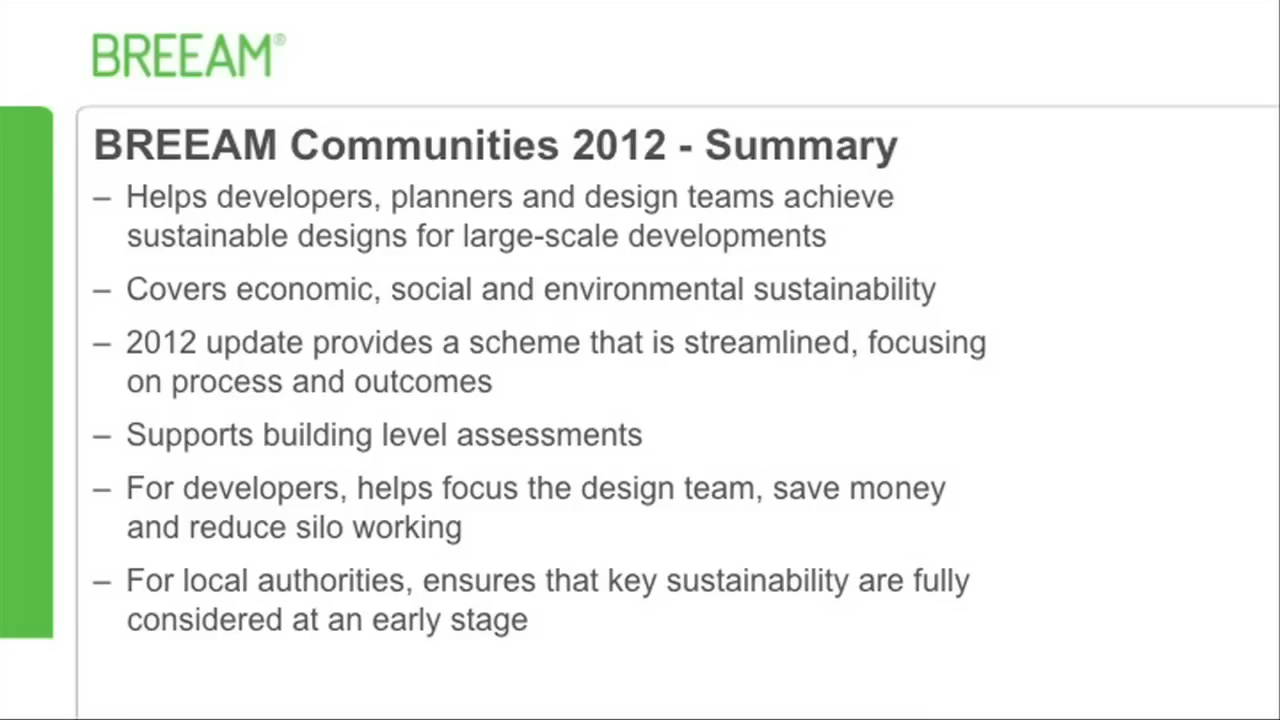 BREEAM®
BREEAM Communities 2012 - Summary
– Helps developers, planners and design teams achieve
sustainable designs for large-scale developments
– Covers economic, social and environmental sustainability
– 2012 update provides a scheme that is streamlined, focusing
on process and outcomes
– Supports building level assessments
– For developers, helps focus the design team, save money
and reduce silo working
– For local authorities, ensures that key sustainability are fully
considered at an early stage